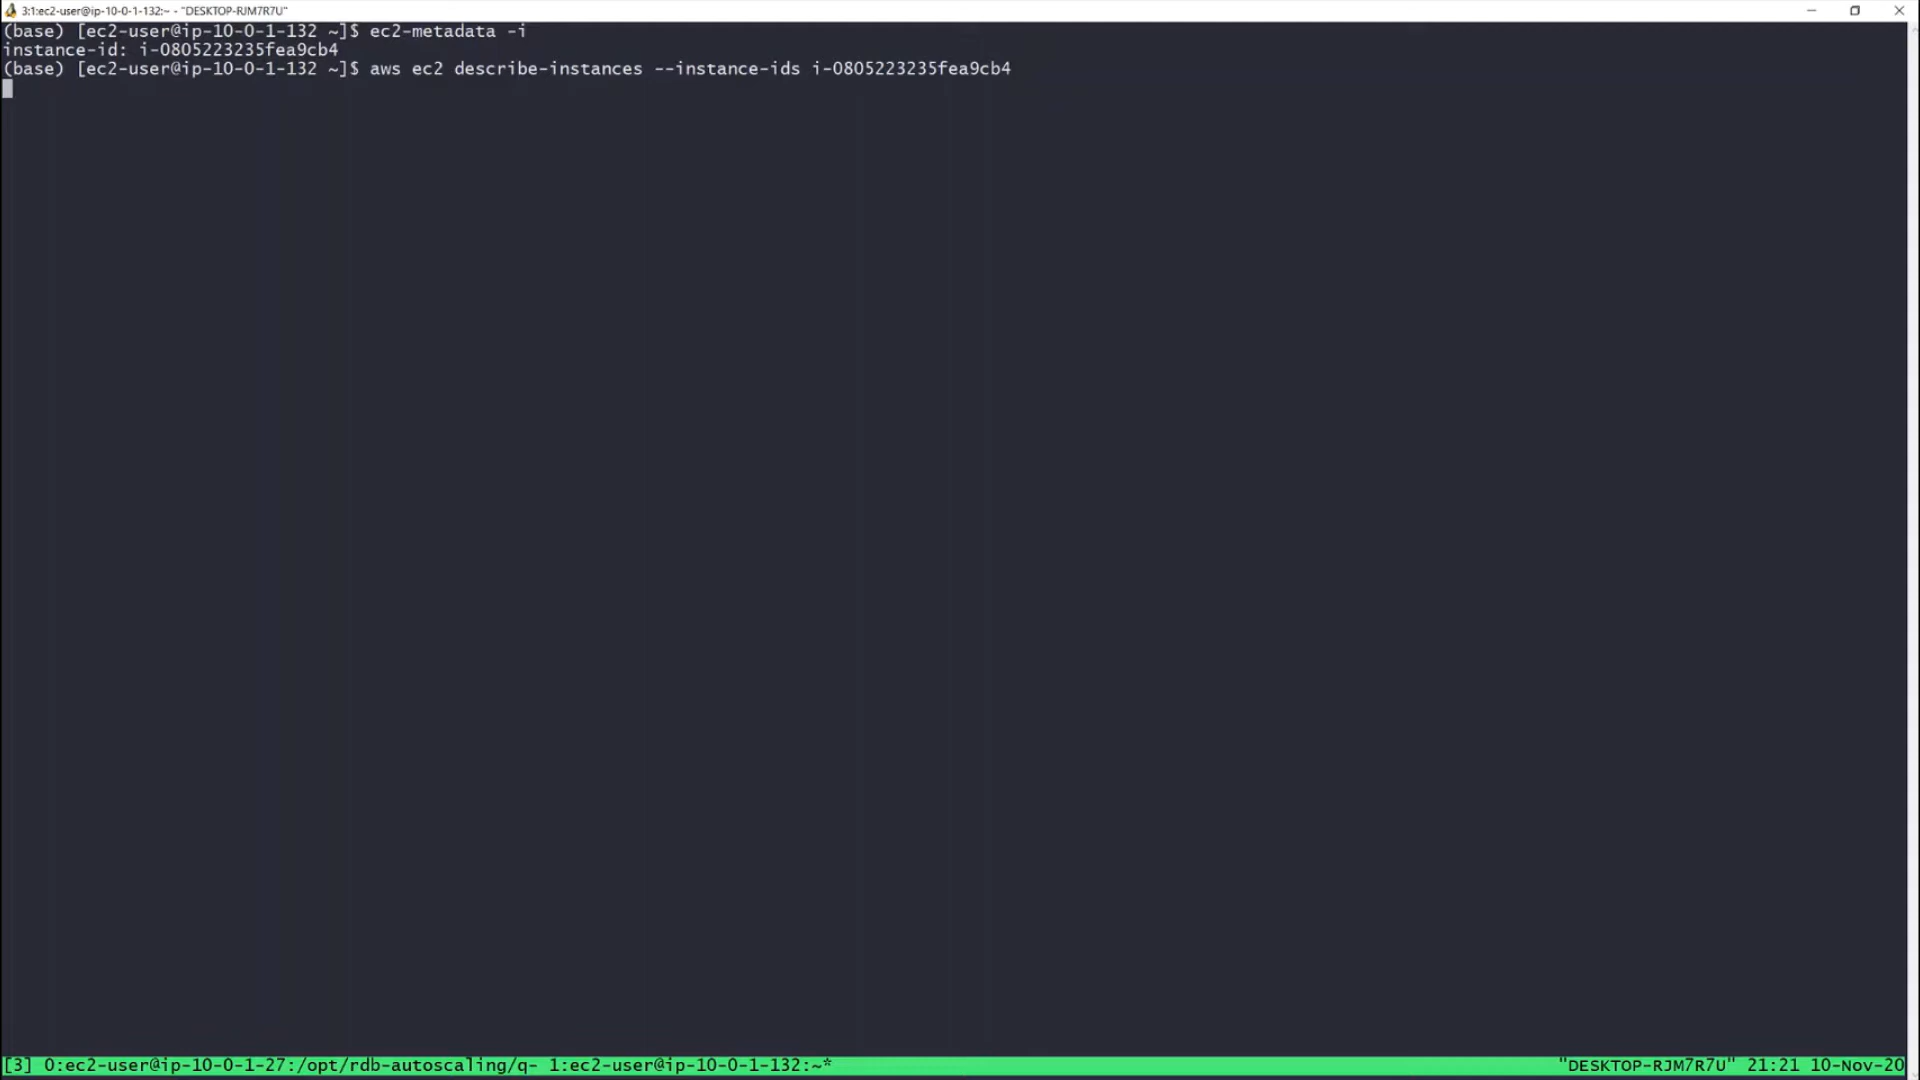 3:1:ec2-user@ip-10-0-1-132:~ - "DESKTOP-RJM7R7U"
(base) [ec2-user@ip-10-0-1-132 ~]$ ec2-metadata -i
instance-id: i-0805223235fea9cb4
(base) [ec2-user@ip-10-0-1-132 ~]$ aws ec2 describe-instances --instance-ids i-0805223235fea9cb4
[3] 0:ec2-user@ip-10-0-1-27:/opt/rdb-autoscaling/q- 1:ec2-user@ip-10-0-1-132:~* "DESKTOP-RJM7R7U" 21:21 10-Nov-20